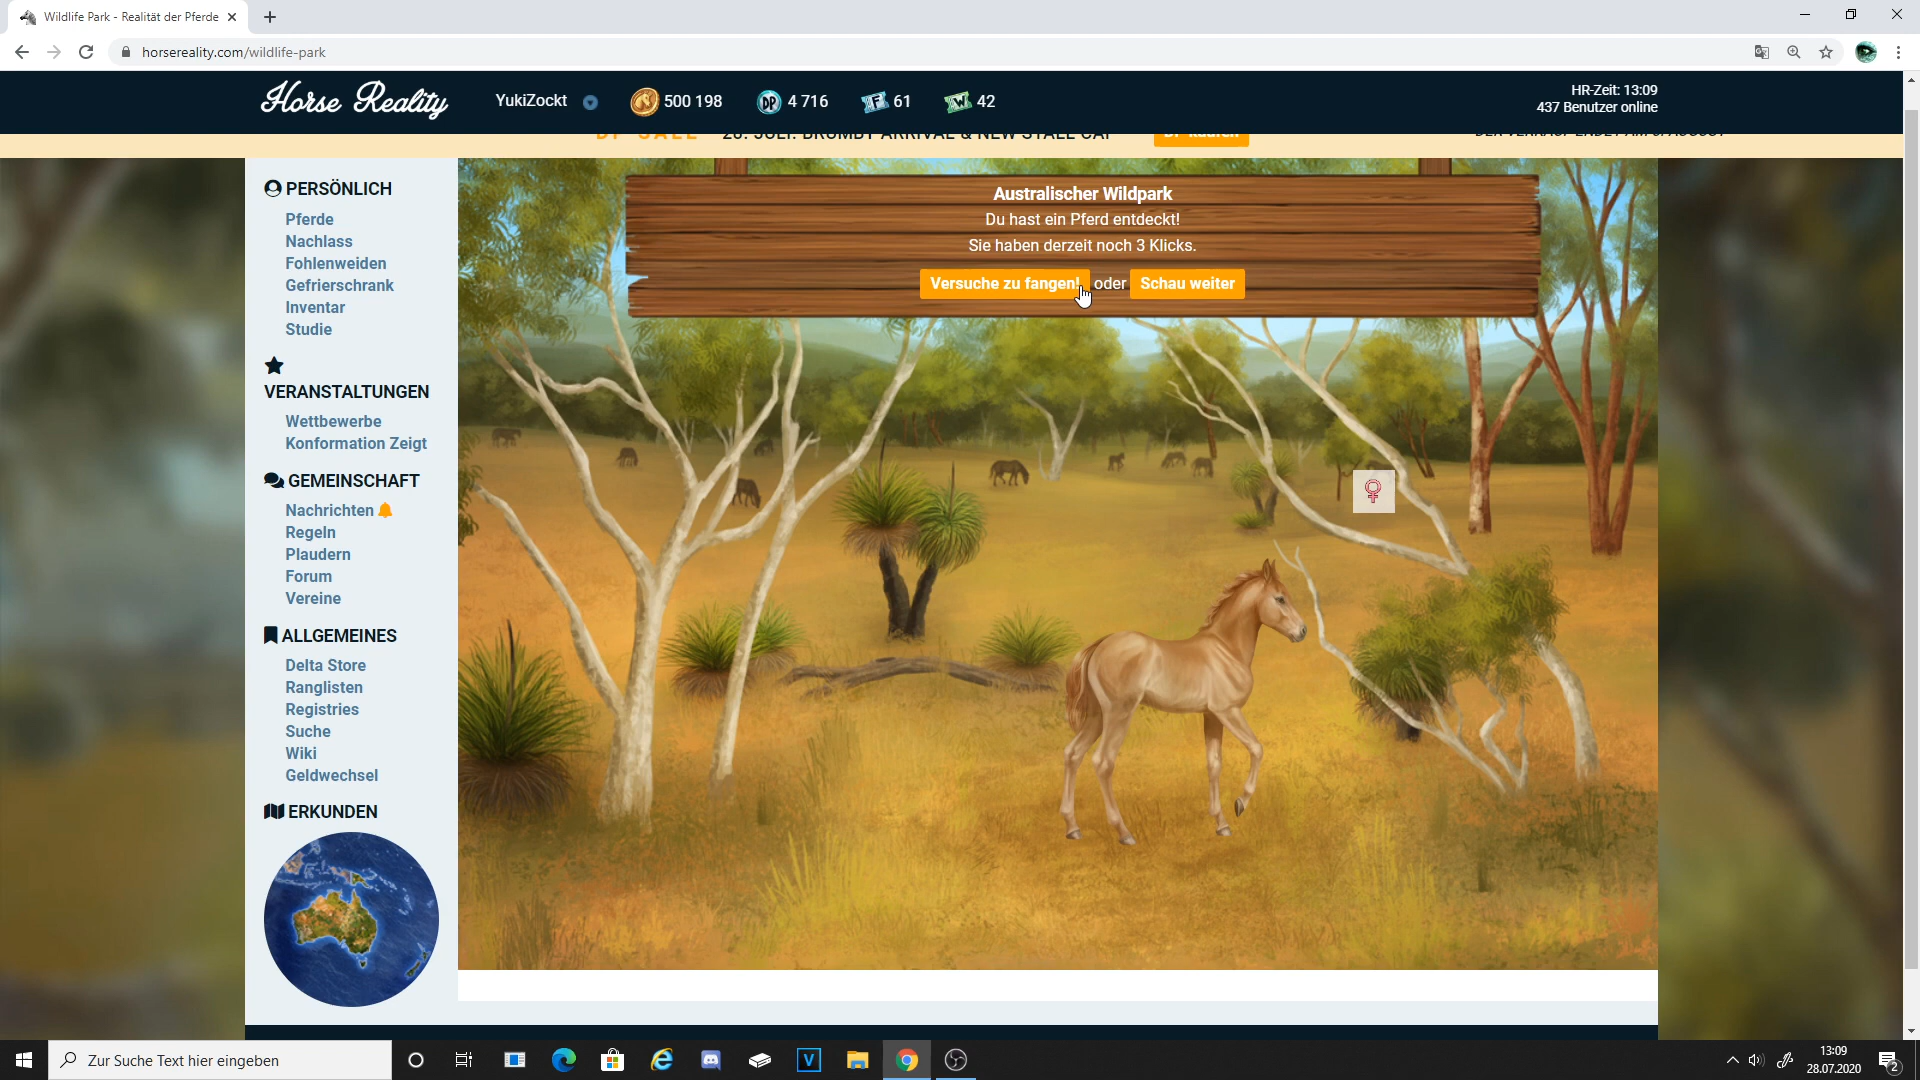 Wildlife Park - Realität der Pferde
horsereality.com/wildlife-park
Horse Reality
YukiZockt
500 198
DP
4 716
F
61
W
42
HR-Zeit: 13:09
437 Benutzer online
PERSÖNLICH
Pferde
Nachlass
Fohlenweiden
Gefrierschrank
Inventar
Studie
VERANSTALTUNGEN
Wettbewerbe
Konformation Zeigt
GEMEINSCHAFT
Nachrichten
Regeln
Plaudern
Forum
Vereine
ALLGEMEINES
Delta Store
Ranglisten
Registries
Suche
Wiki
Geldwechsel
ERKUNDEN
Australischer Wildpark
Du hast ein Pferd entdeckt!
Sie haben derzeit noch 3 Klicks.
Versuche zu fangen! oder Schau weiter
Zur Suche Text hier eingeben
V
13:09
28.07.2020
2